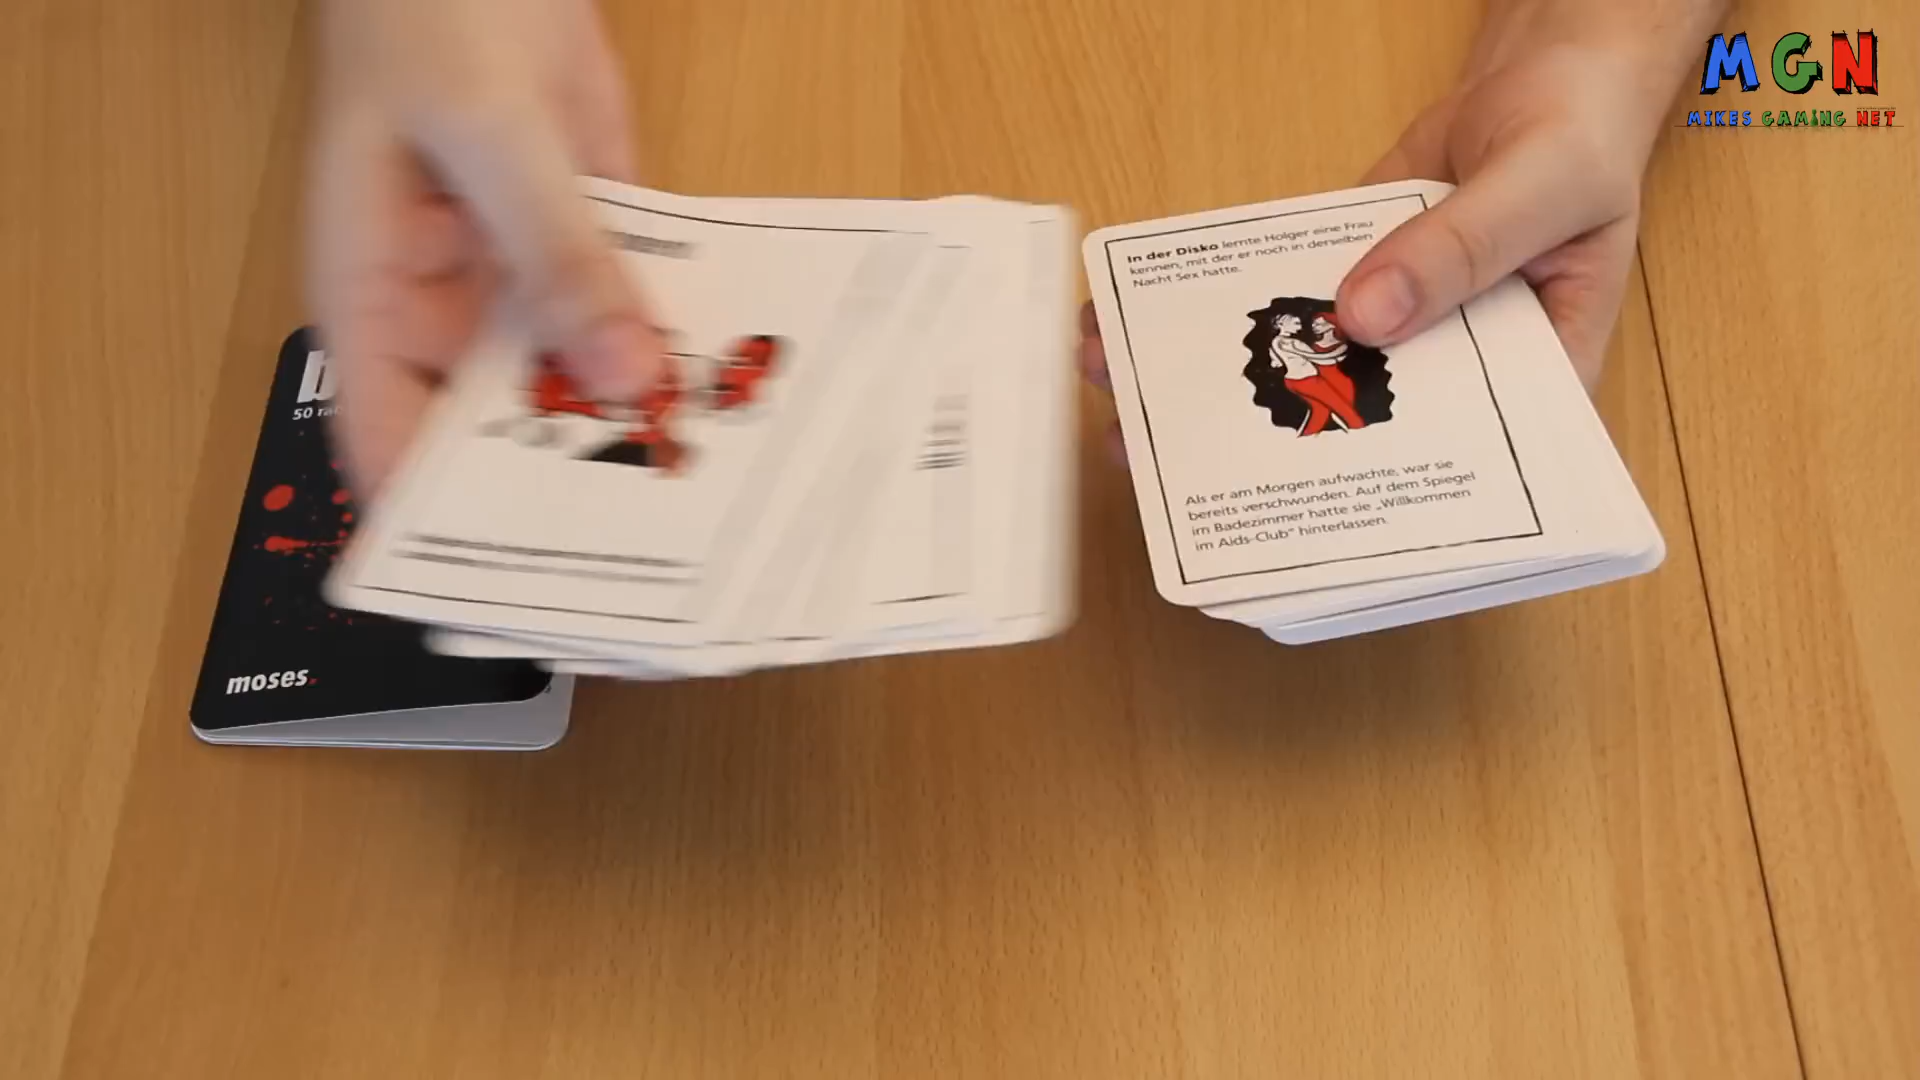 MGN
MIKES GAMING NET
In der Disko lernte Holger eine Frau
kennen, mit der er noch in derselben
Nacht Sex hatte.
Als er am Morgen aufwachte, war sie
bereits verschwunden. Auf dem Spiegel
im Badezimmer hatte sie „Willkommen
im Aids-Club“ hinterlassen.
50
moses.